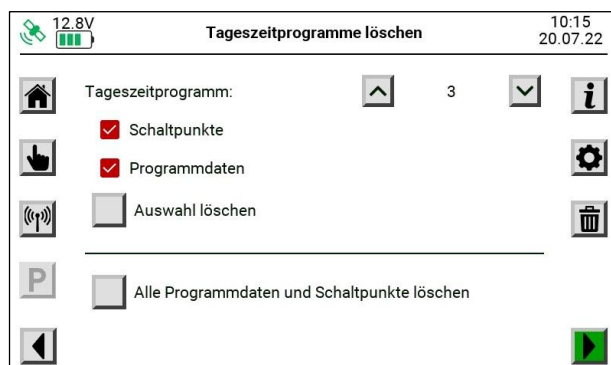 12.8V
Tageszeitprogramme löschen
10:15
20.07.22
Tageszeitprogramm:
3
Schaltpunkte
Programmdaten
Auswahl löschen
P
Alle Programmdaten und Schaltpunkte löschen